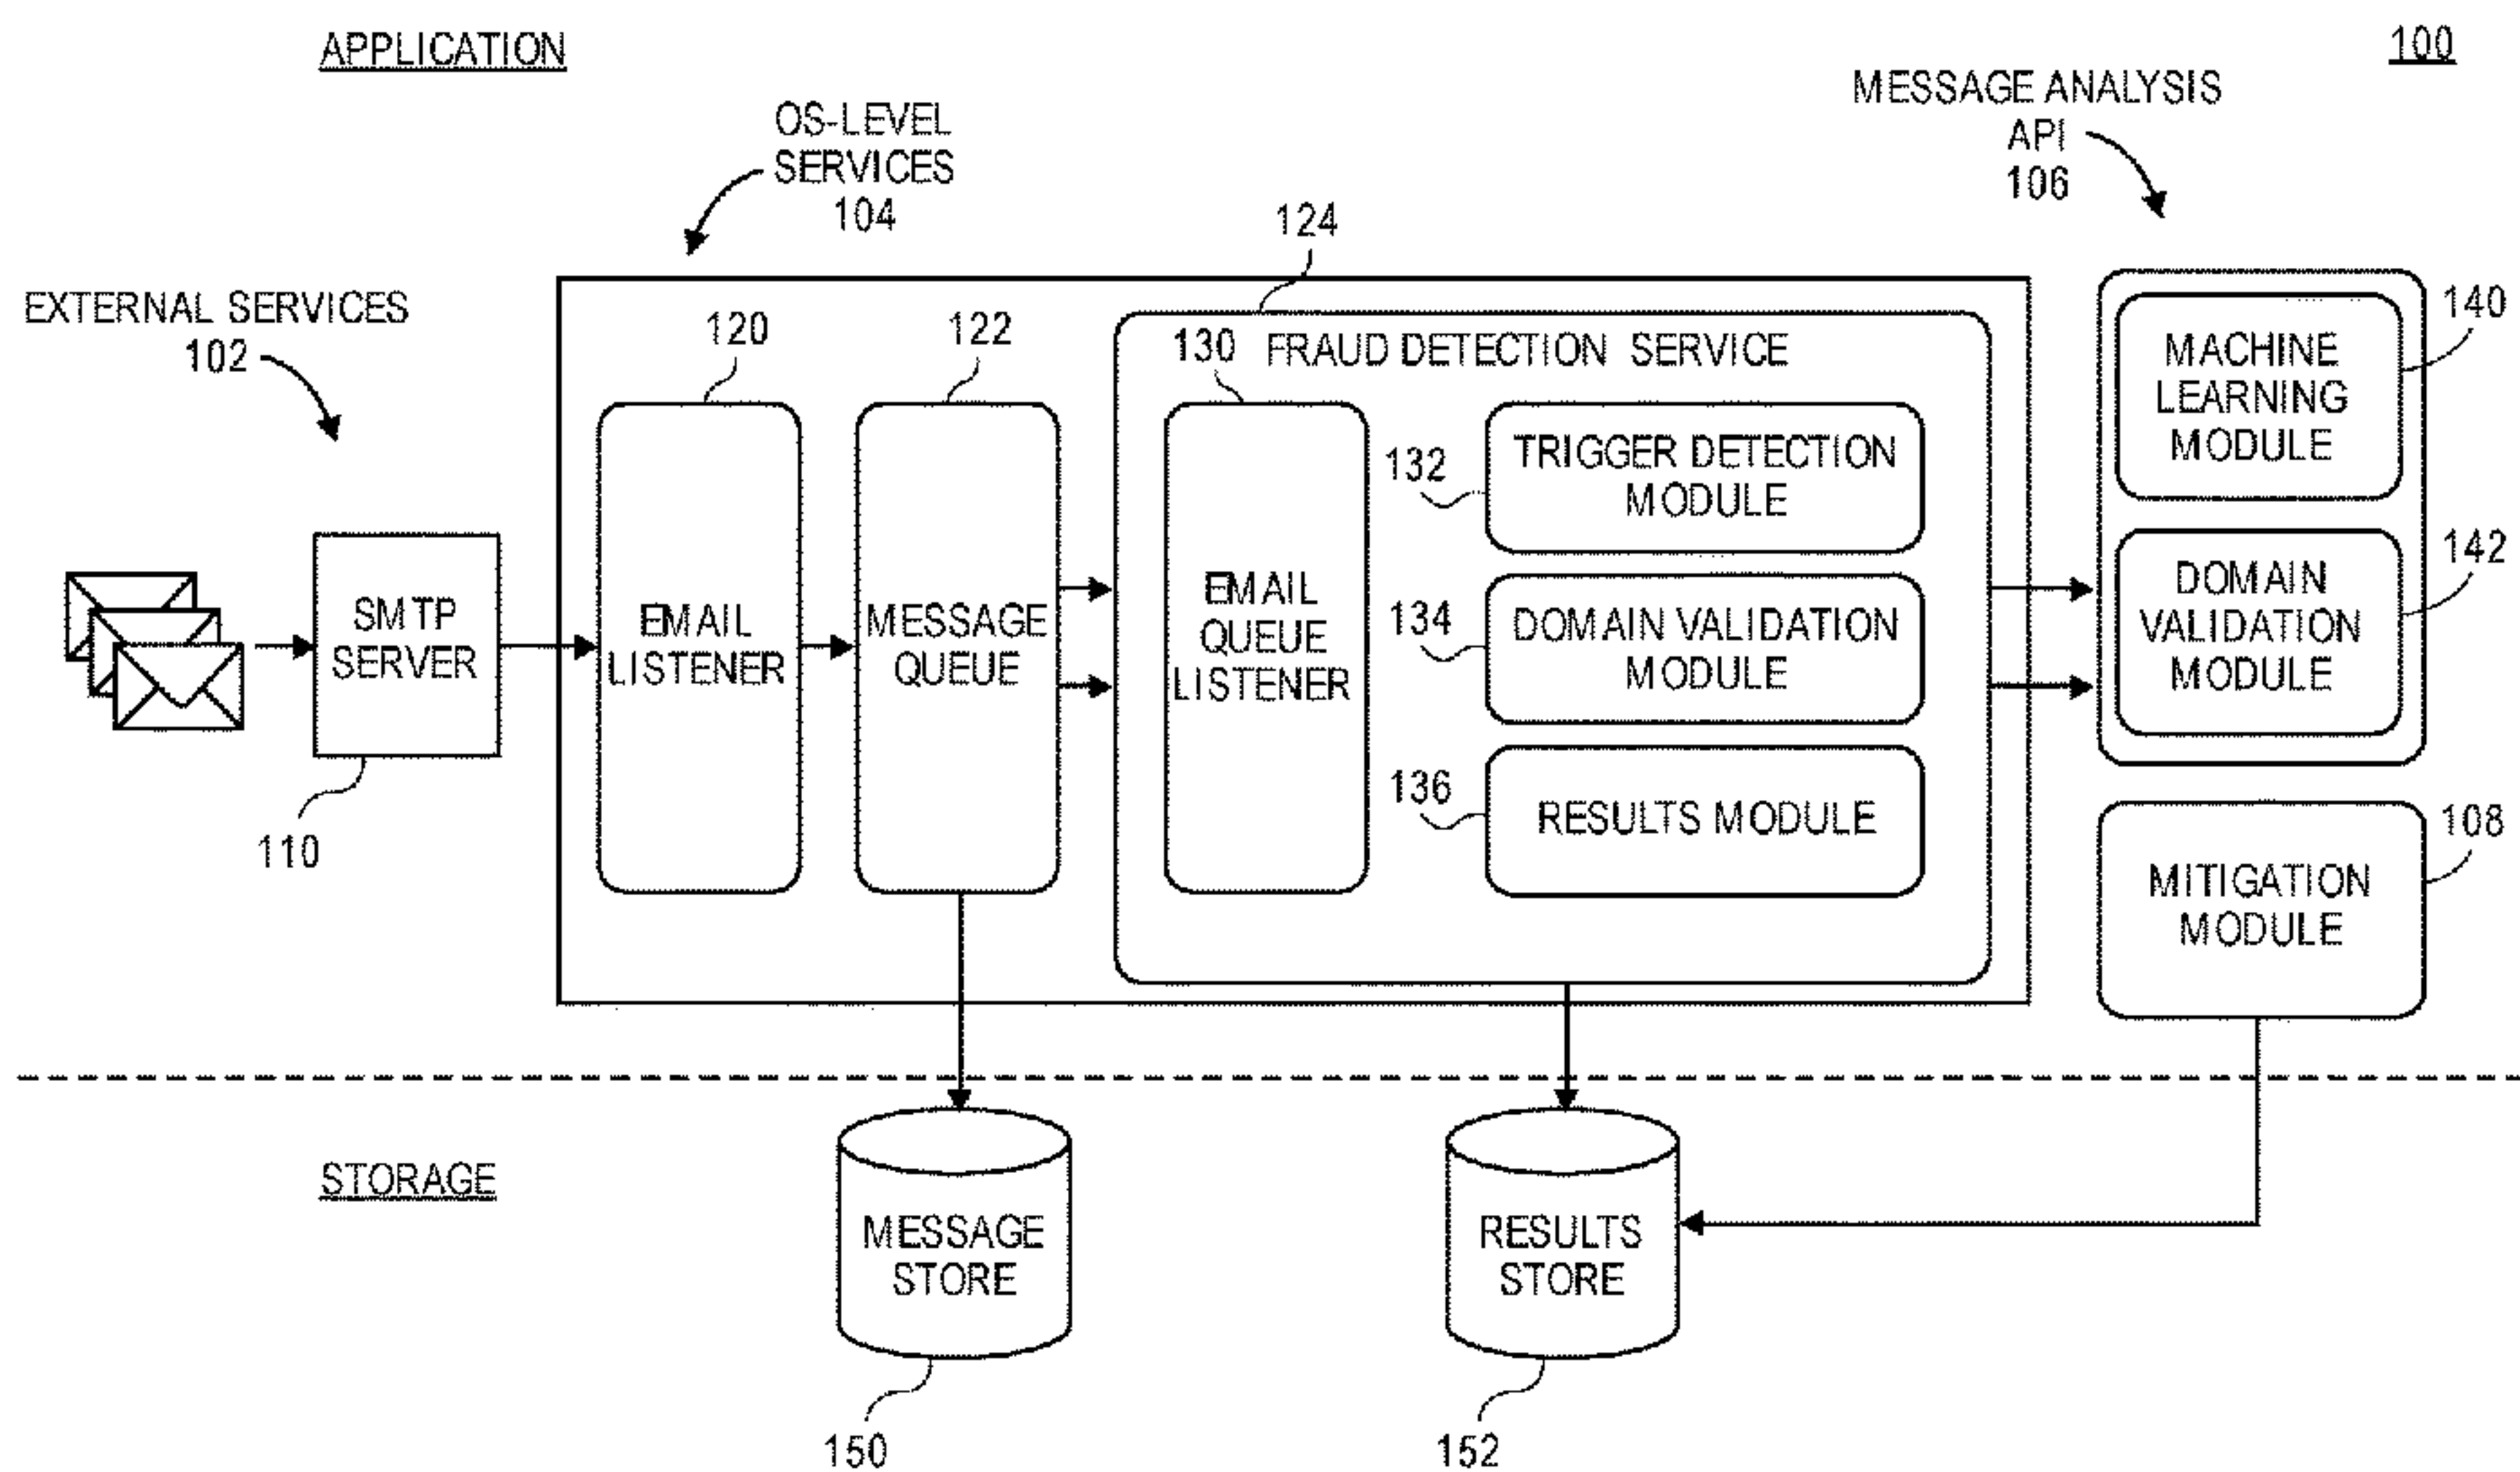 APPLICATION
100
OS-LEVEL
SERVICES
104
MESSAGE ANALYSIS
API
106
EXTERNAL SERVICES
102
124
120
122
130
FRAUD DETECTION SERVICE
140
MACHINE
LEARNING
MODULE
132
TRIGGER DETECTION
MODULE
142
DOMAIN
VALIDATION
MODULE
SMTP
SERVER
EMAIL
LISTENER
MESSAGE
QUEUE
EMAIL
QUEUE
LISTENER
134
DOMAIN VALIDATION
MODULE
136
RESULTS MODULE
108
MITIGATION
MODULE
110
STORAGE
MESSAGE
STORE
RESULTS
STORE
150
152